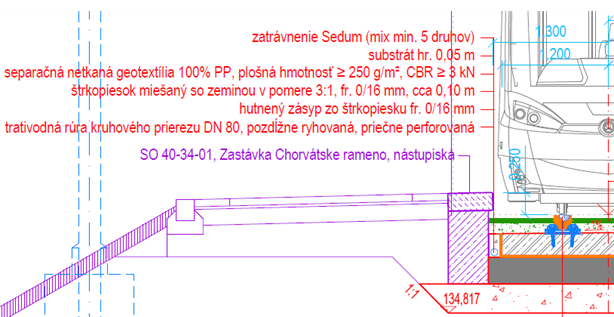 zatrávnenie Sedum (mix min. 5 druhov)
substrát hr. 0,05 m
separačná netkaná geotextília 100% PP, plošná hmotnosť ≥ 250 g/m², CBR ≥ 3 kN
štrkopiesok miešaný so zeminou v pomere 3:1, fr. 0/16 mm, cca 0,10 m
hutnený zásyp zo štrkopiesku fr. 0/16 mm
trativodná rúra kruhového prierezu DN 80, pozdĺžne ryhovaná, priečne perforovaná
SO 40-34-01, Zastávka Chorvátske rameno, nástupiská
1,300
200
0,250
1:1
134,817